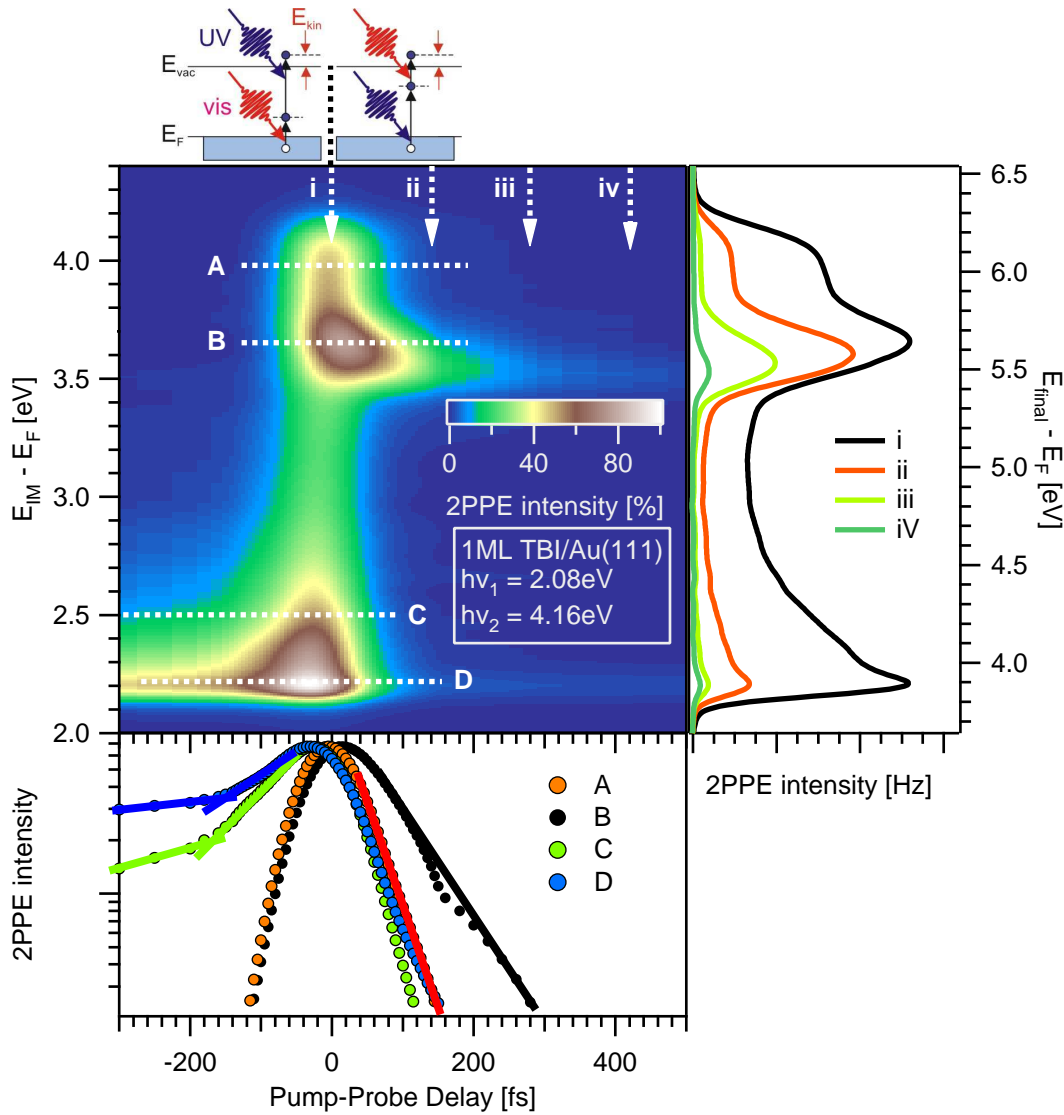 UV
E_kin
E_vac
vis
E_F
i
ii
iii
iv
6.5
4.0
A
6.0
B
3.5
5.5
E_IM - E_F [eV]
E_final - E_F [eV]
0
40
80
i
ii
iii
iV
3.0
2PPE intensity [%]
5.0
1ML TBI/Au(111)
hv₁ = 2.08eV
hv₂ = 4.16eV
4.5
2.5
C
D
4.0
2.0
2PPE intensity [Hz]
2PPE intensity
A
B
C
D
-200
0
200
400
Pump-Probe Delay [fs]